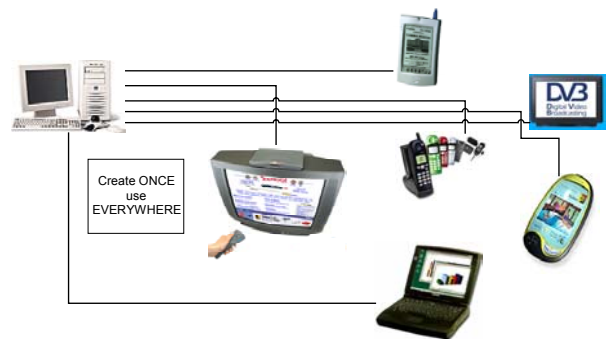 DVB
Digital Video
Broadcasting
Create ONCE
use
EVERYWHERE